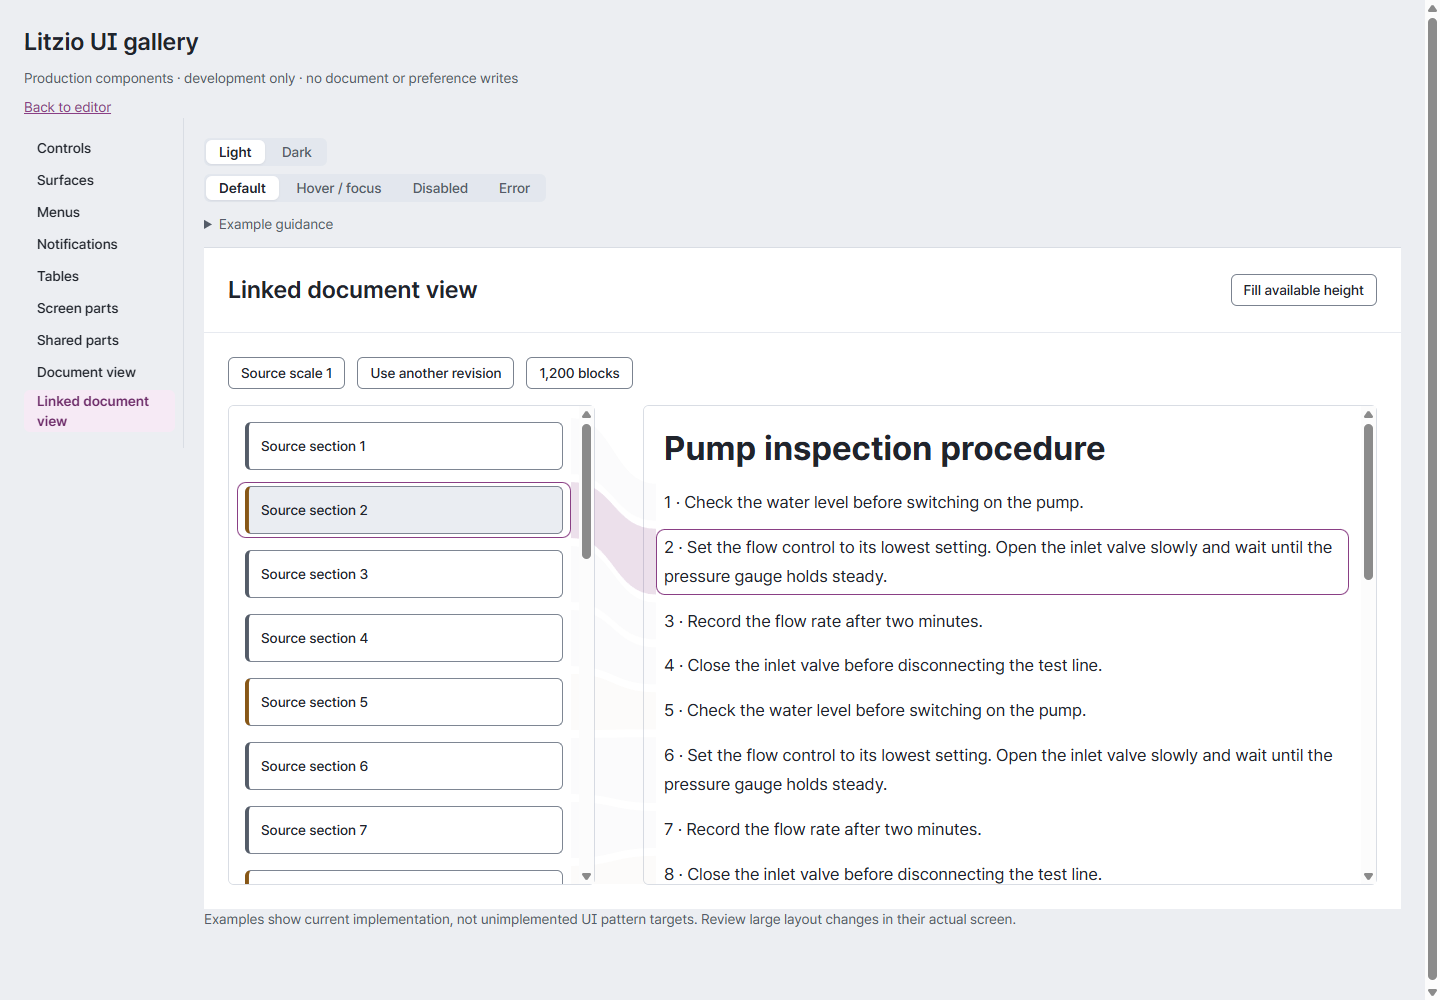 Litzio UI gallery
Production components · development only · no document or preference writes
Back to editor
Controls
Surfaces
Menus
Notifications
Tables
Screen parts
Shared parts
Document view
Linked document
view
Light
Dark
Default
Hover / focus
Disabled
Error
Example guidance
Linked document view
Fill available height
Source scale 1
Use another revision
1,200 blocks
Source section 1
Source section 2
Source section 3
Source section 4
Source section 5
Source section 6
Source section 7
Pump inspection procedure
1 · Check the water level before switching on the pump.
2 · Set the flow control to its lowest setting. Open the inlet valve slowly and wait until the
pressure gauge holds steady.
3 · Record the flow rate after two minutes.
4 · Close the inlet valve before disconnecting the test line.
5 · Check the water level before switching on the pump.
6 · Set the flow control to its lowest setting. Open the inlet valve slowly and wait until the
pressure gauge holds steady.
7 · Record the flow rate after two minutes.
8 · Close the inlet valve before disconnecting the test line.
Examples show current implementation, not unimplemented UI pattern targets. Review large layout changes in their actual screen.